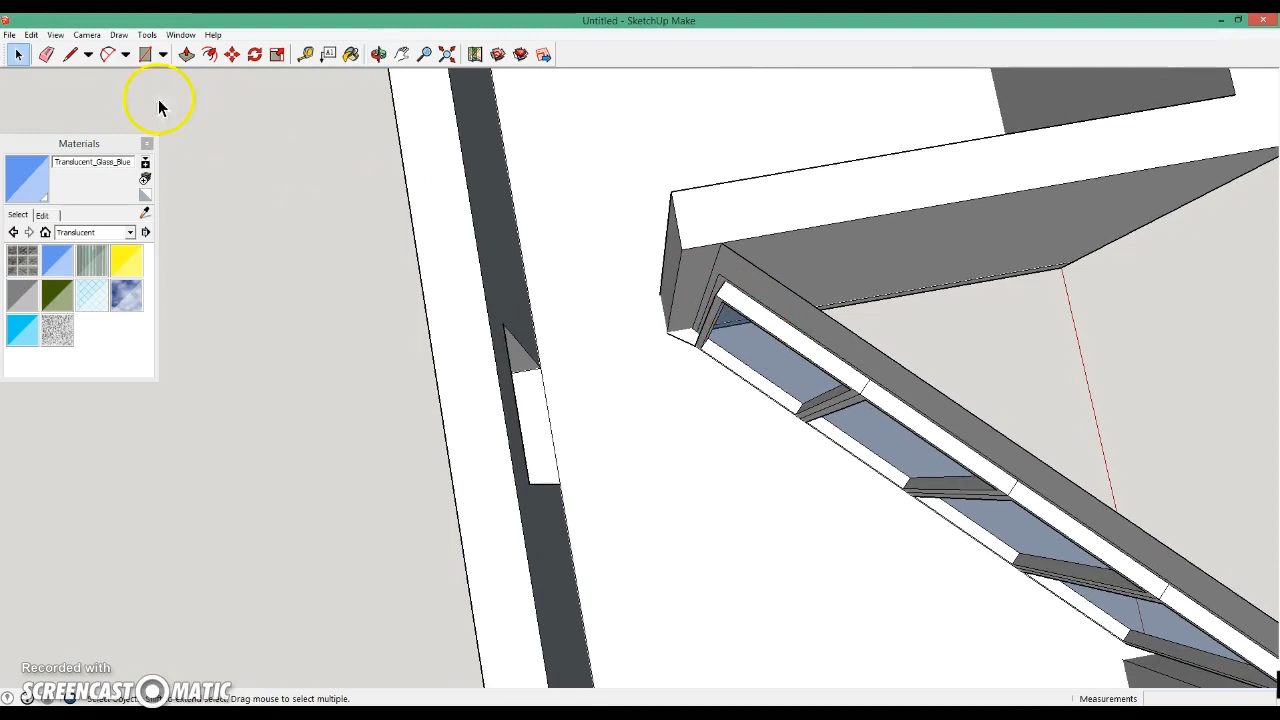 Untitled - SketchUp Make
File Edit View Camera Draw Tools Window Help
A1
Materials
Translucent_Glass_Blue
Select Edit
Translucent
Recorded with
SCREENCAST MATIC
Measurements
Drag mouse to select multiple.